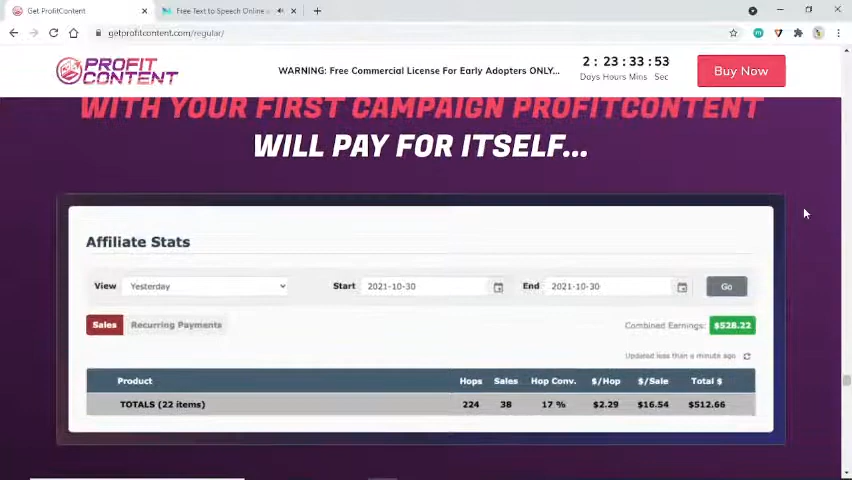 Get ProfitContent
Free Text to Speech Online a
getprofitcontent.com/regular/
PROFIT
CONTENT
WARNING: Free Commercial License For Early Adopters ONLY...
2 : 23 : 33 : 53
Days Hours Mins Sec
Buy Now
WITH YOUR FIRST CAMPAIGN PROFITCONTENT
WILL PAY FOR ITSELF...
Affiliate Stats
View Yesterday Start 2021-10-30 End 2021-10-30 Go
Sales Recurring Payments Combined Earnings: $528.22
Updated less than a minute ago
Product Hops Sales Hop Conv. $/Hop $/Sale Total $
TOTALS (22 items) 224 38 17 % $2.29 $16.54 $512.66